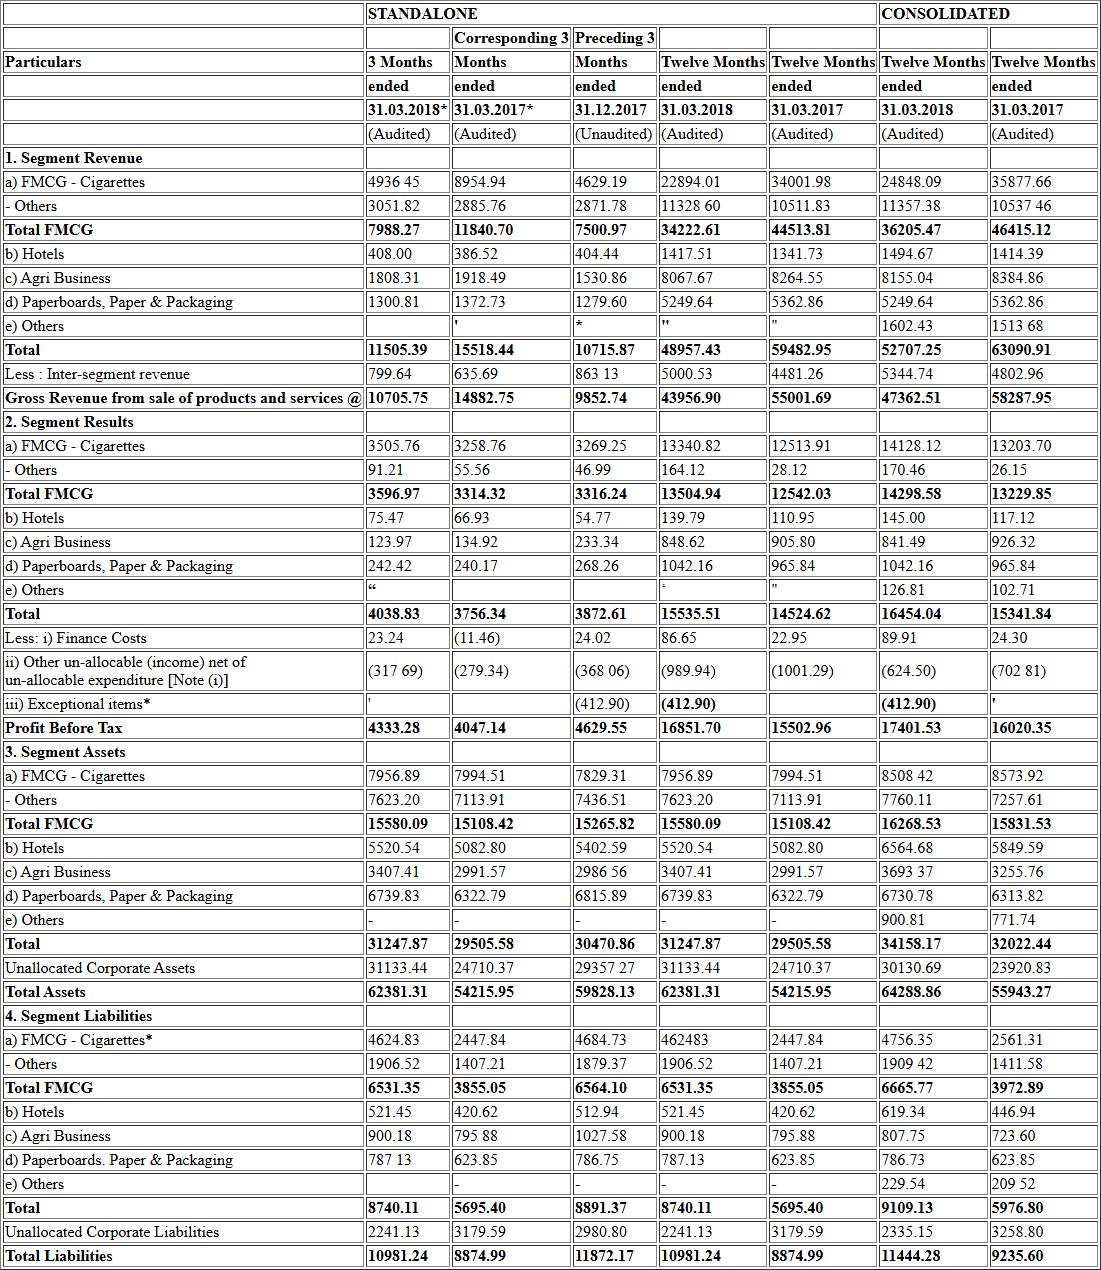 STANDALONE CONSOLIDATED
Corresponding 3 Preceding 3
Particulars 3 Months Months Months Twelve Months Twelve Months Twelve Months Twelve Months
ended ended ended ended ended ended ended
31.03.2018* 31.03.2017* 31.12.2017 31.03.2018 31.03.2017 31.03.2018 31.03.2017
(Audited) (Audited) (Unaudited) (Audited) (Audited) (Audited) (Audited)
1. Segment Revenue
a) FMCG - Cigarettes 4936 45 8954.94 4629.19 22894.01 34001.98 24848.09 35877.66
- Others 3051.82 2885.76 2871.78 11328 60 10511.83 11357.38 10537 46
Total FMCG 7988.27 11840.70 7500.97 34222.61 44513.81 36205.47 46415.12
b) Hotels 408.00 386.52 404.44 1417.51 1341.73 1494.67 1414.39
c) Agri Business 1808.31 1918.49 1530.86 8067.67 8264.55 8155.04 8384.86
d) Paperboards, Paper & Packaging 1300.81 1372.73 1279.60 5249.64 5362.86 5249.64 5362.86
e) Others ' * " " 1602.43 1513 68
Total 11505.39 15518.44 10715.87 48957.43 59482.95 52707.25 63090.91
Less : Inter-segment revenue 799.64 635.69 863 13 5000.53 4481.26 5344.74 4802.96
Gross Revenue from sale of products and services @ 10705.75 14882.75 9852.74 43956.90 55001.69 47362.51 58287.95
2. Segment Results
a) FMCG - Cigarettes 3505.76 3258.76 3269.25 13340.82 12513.91 14128.12 13203.70
- Others 91.21 55.56 46.99 164.12 28.12 170.46 26.15
Total FMCG 3596.97 3314.32 3316.24 13504.94 12542.03 14298.58 13229.85
b) Hotels 75.47 66.93 54.77 139.79 110.95 145.00 117.12
c) Agri Business 123.97 134.92 233.34 848.62 905.80 841.49 926.32
d) Paperboards, Paper & Packaging 242.42 240.17 268.26 1042.16 965.84 1042.16 965.84
e) Others “ ‘ " 126.81 102.71
Total 4038.83 3756.34 3872.61 15535.51 14524.62 16454.04 15341.84
Less: i) Finance Costs 23.24 (11.46) 24.02 86.65 22.95 89.91 24.30
ii) Other un-allocable (income) net of
un-allocable expenditure [Note (i)] (317 69) (279.34) (368 06) (989.94) (1001.29) (624.50) (702 81)
iii) Exceptional items* ' (412.90) (412.90) (412.90) '
Profit Before Tax 4333.28 4047.14 4629.55 16851.70 15502.96 17401.53 16020.35
3. Segment Assets
a) FMCG - Cigarettes 7956.89 7994.51 7829.31 7956.89 7994.51 8508 42 8573.92
- Others 7623.20 7113.91 7436.51 7623.20 7113.91 7760.11 7257.61
Total FMCG 15580.09 15108.42 15265.82 15580.09 15108.42 16268.53 15831.53
b) Hotels 5520.54 5082.80 5402.59 5520.54 5082.80 6564.68 5849.59
c) Agri Business 3407.41 2991.57 2986 56 3407.41 2991.57 3693 37 3255.76
d) Paperboards, Paper & Packaging 6739.83 6322.79 6815.89 6739.83 6322.79 6730.78 6313.82
e) Others - - - - - 900.81 771.74
Total 31247.87 29505.58 30470.86 31247.87 29505.58 34158.17 32022.44
Unallocated Corporate Assets 31133.44 24710.37 29357 27 31133.44 24710.37 30130.69 23920.83
Total Assets 62381.31 54215.95 59828.13 62381.31 54215.95 64288.86 55943.27
4. Segment Liabilities
a) FMCG - Cigarettes* 4624.83 2447.84 4684.73 462483 2447.84 4756.35 2561.31
- Others 1906.52 1407.21 1879.37 1906.52 1407.21 1909 42 1411.58
Total FMCG 6531.35 3855.05 6564.10 6531.35 3855.05 6665.77 3972.89
b) Hotels 521.45 420.62 512.94 521.45 420.62 619.34 446.94
c) Agri Business 900.18 795 88 1027.58 900.18 795.88 807.75 723.60
d) Paperboards. Paper & Packaging 787 13 623.85 786.75 787.13 623.85 786.73 623.85
e) Others - - - - 229.54 209 52
Total 8740.11 5695.40 8891.37 8740.11 5695.40 9109.13 5976.80
Unallocated Corporate Liabilities 2241.13 3179.59 2980.80 2241.13 3179.59 2335.15 3258.80
Total Liabilities 10981.24 8874.99 11872.17 10981.24 8874.99 11444.28 9235.60